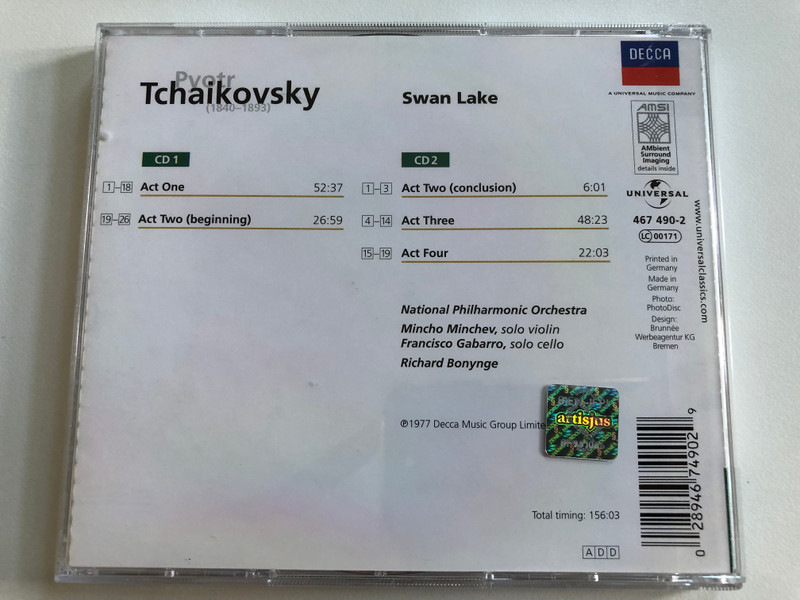 Pyotr
Tchaikovsky
(1840–1893)
Swan Lake
DECCA
A UNIVERSAL MUSIC COMPANY
AMSI
AMbient
Surround
Imaging
details inside
UNIVERSAL
467 490-2
LC 00171
www.universalclassics.com
Printed in
Germany
Made in
Germany
Photo:
PhotoDisc
Design:
Brunnée
Werbeagentur KG
Bremen
CD 1
1–18 Act One 52:37
19–26 Act Two (beginning) 26:59
CD 2
1–3 Act Two (conclusion) 6:01
4–14 Act Three 48:23
15–19 Act Four 22:03
National Philharmonic Orchestra
Mincho Minchev, solo violin
Francisco Gabarro, solo cello
Richard Bonynge
℗1977 Decca Music Group Limite
artisjus
Total timing: 156:03
ADD
0 28946 74902 9